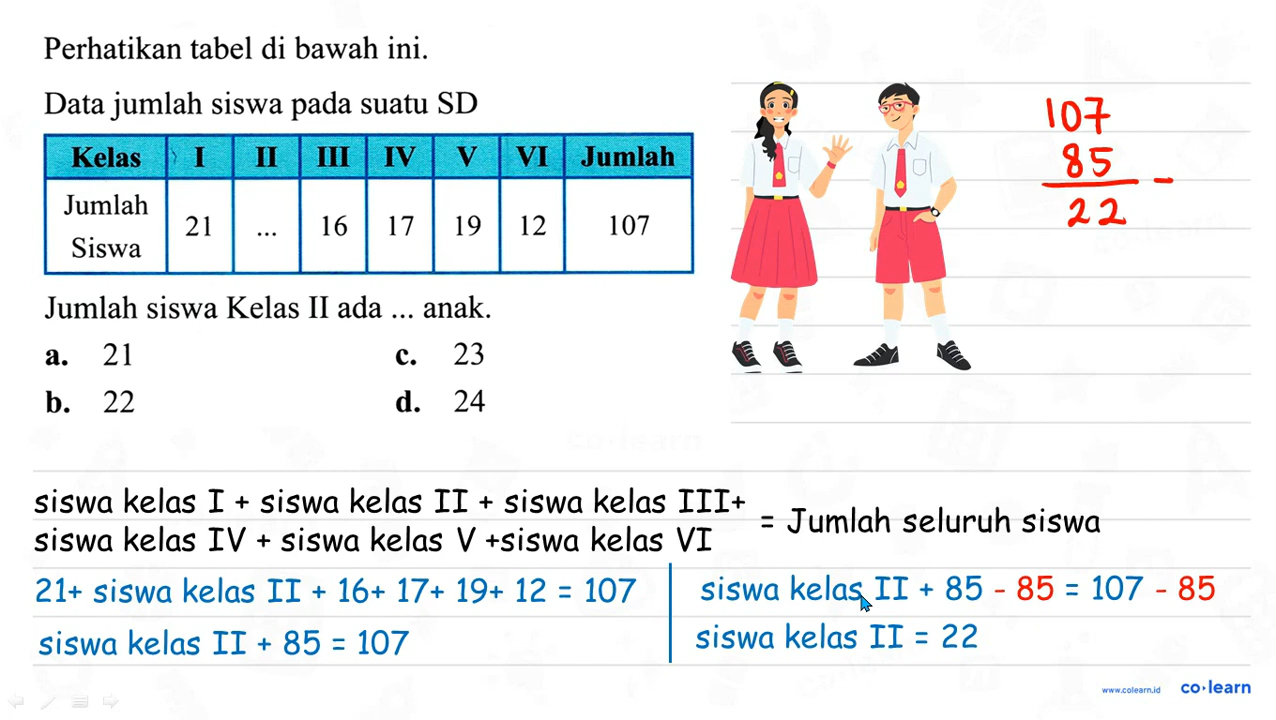 Perhatikan tabel di bawah ini.
Data jumlah siswa pada suatu SD
Kelas I II III IV V VI Jumlah
Jumlah Siswa 21 ... 16 17 19 12 107
Jumlah siswa Kelas II ada ... anak.
a. 21 c. 23
b. 22 d. 24
107
85
-
22
siswa kelas I + siswa kelas II + siswa kelas III+
siswa kelas IV + siswa kelas V +siswa kelas VI
= Jumlah seluruh siswa
21+ siswa kelas II + 16+ 17+ 19+ 12 = 107
siswa kelas II + 85 = 107
siswa kelas II + 85 - 85 = 107 - 85
siswa kelas II = 22
www.colearn.id co·learn
co·learn